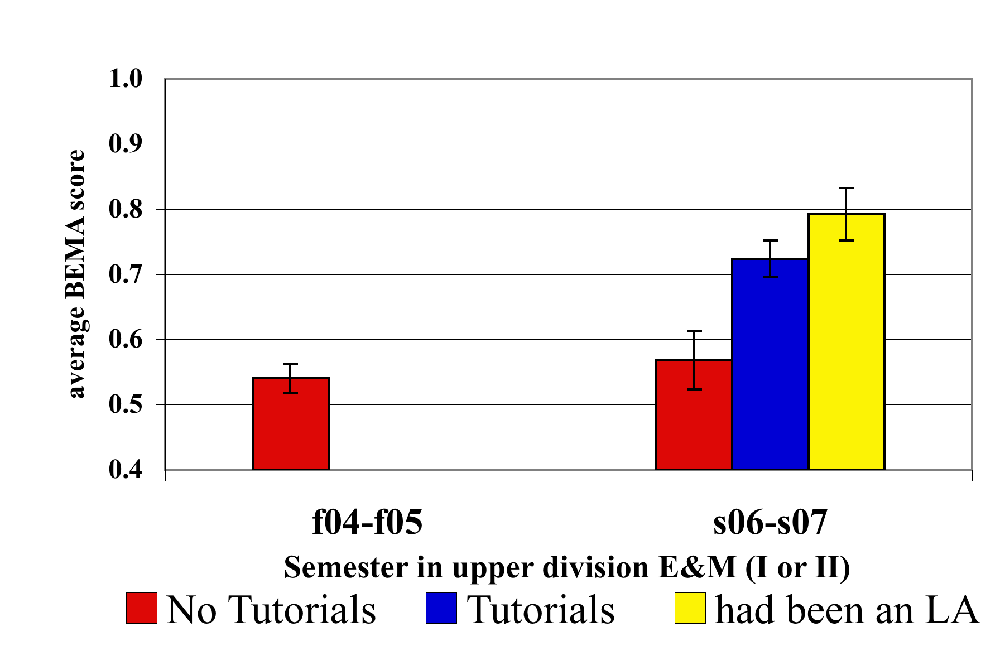 1.0
0.9
0.8
0.7
0.6
0.5
0.4
average BEMA score
f04-f05 s06-s07
Semester in upper division E&M (I or II)
No Tutorials Tutorials had been an LA